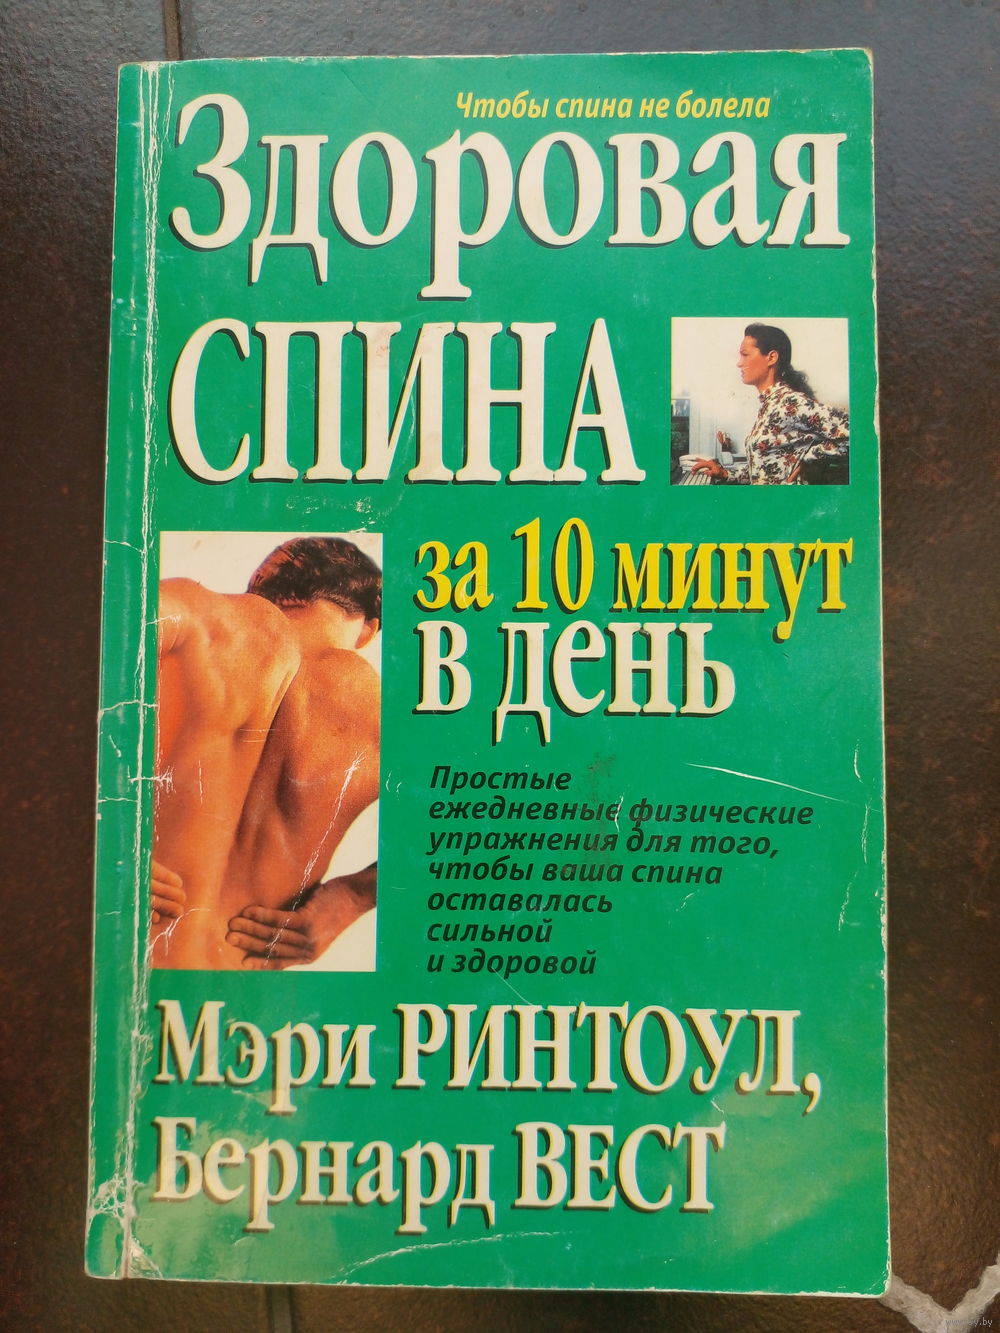 Чтобы спина не болела
Здоровая
СПИНА
за 10 минут
в день
Простые
ежедневные физические
упражнения для того,
чтобы ваша спина
оставалась
сильной
и здоровой
Мэри РИНТОУЛ,
Бернард ВЕСТ